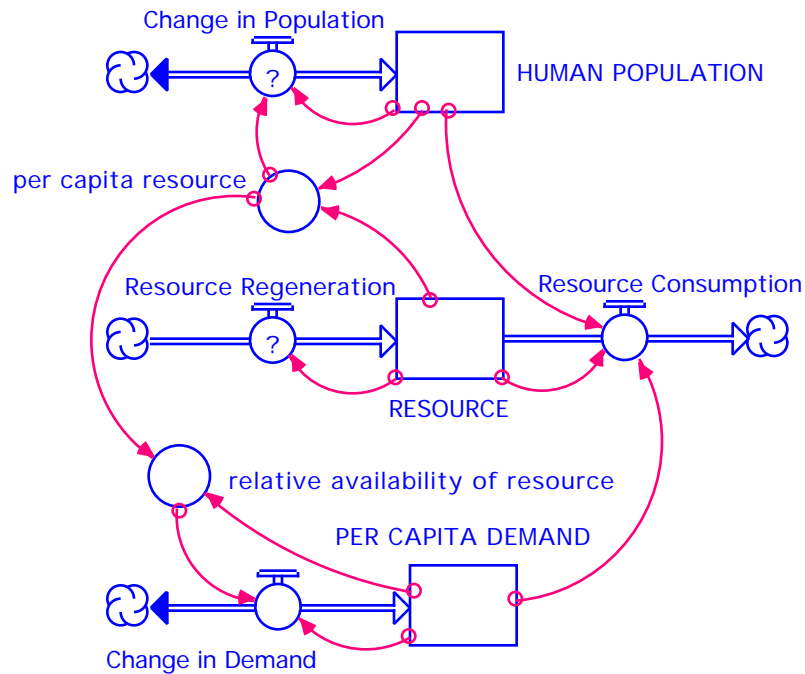 Change in Population
?
HUMAN POPULATION
per capita resource
Resource Regeneration
Resource Consumption
?
RESOURCE
relative availability of resource
PER CAPITA DEMAND
Change in Demand